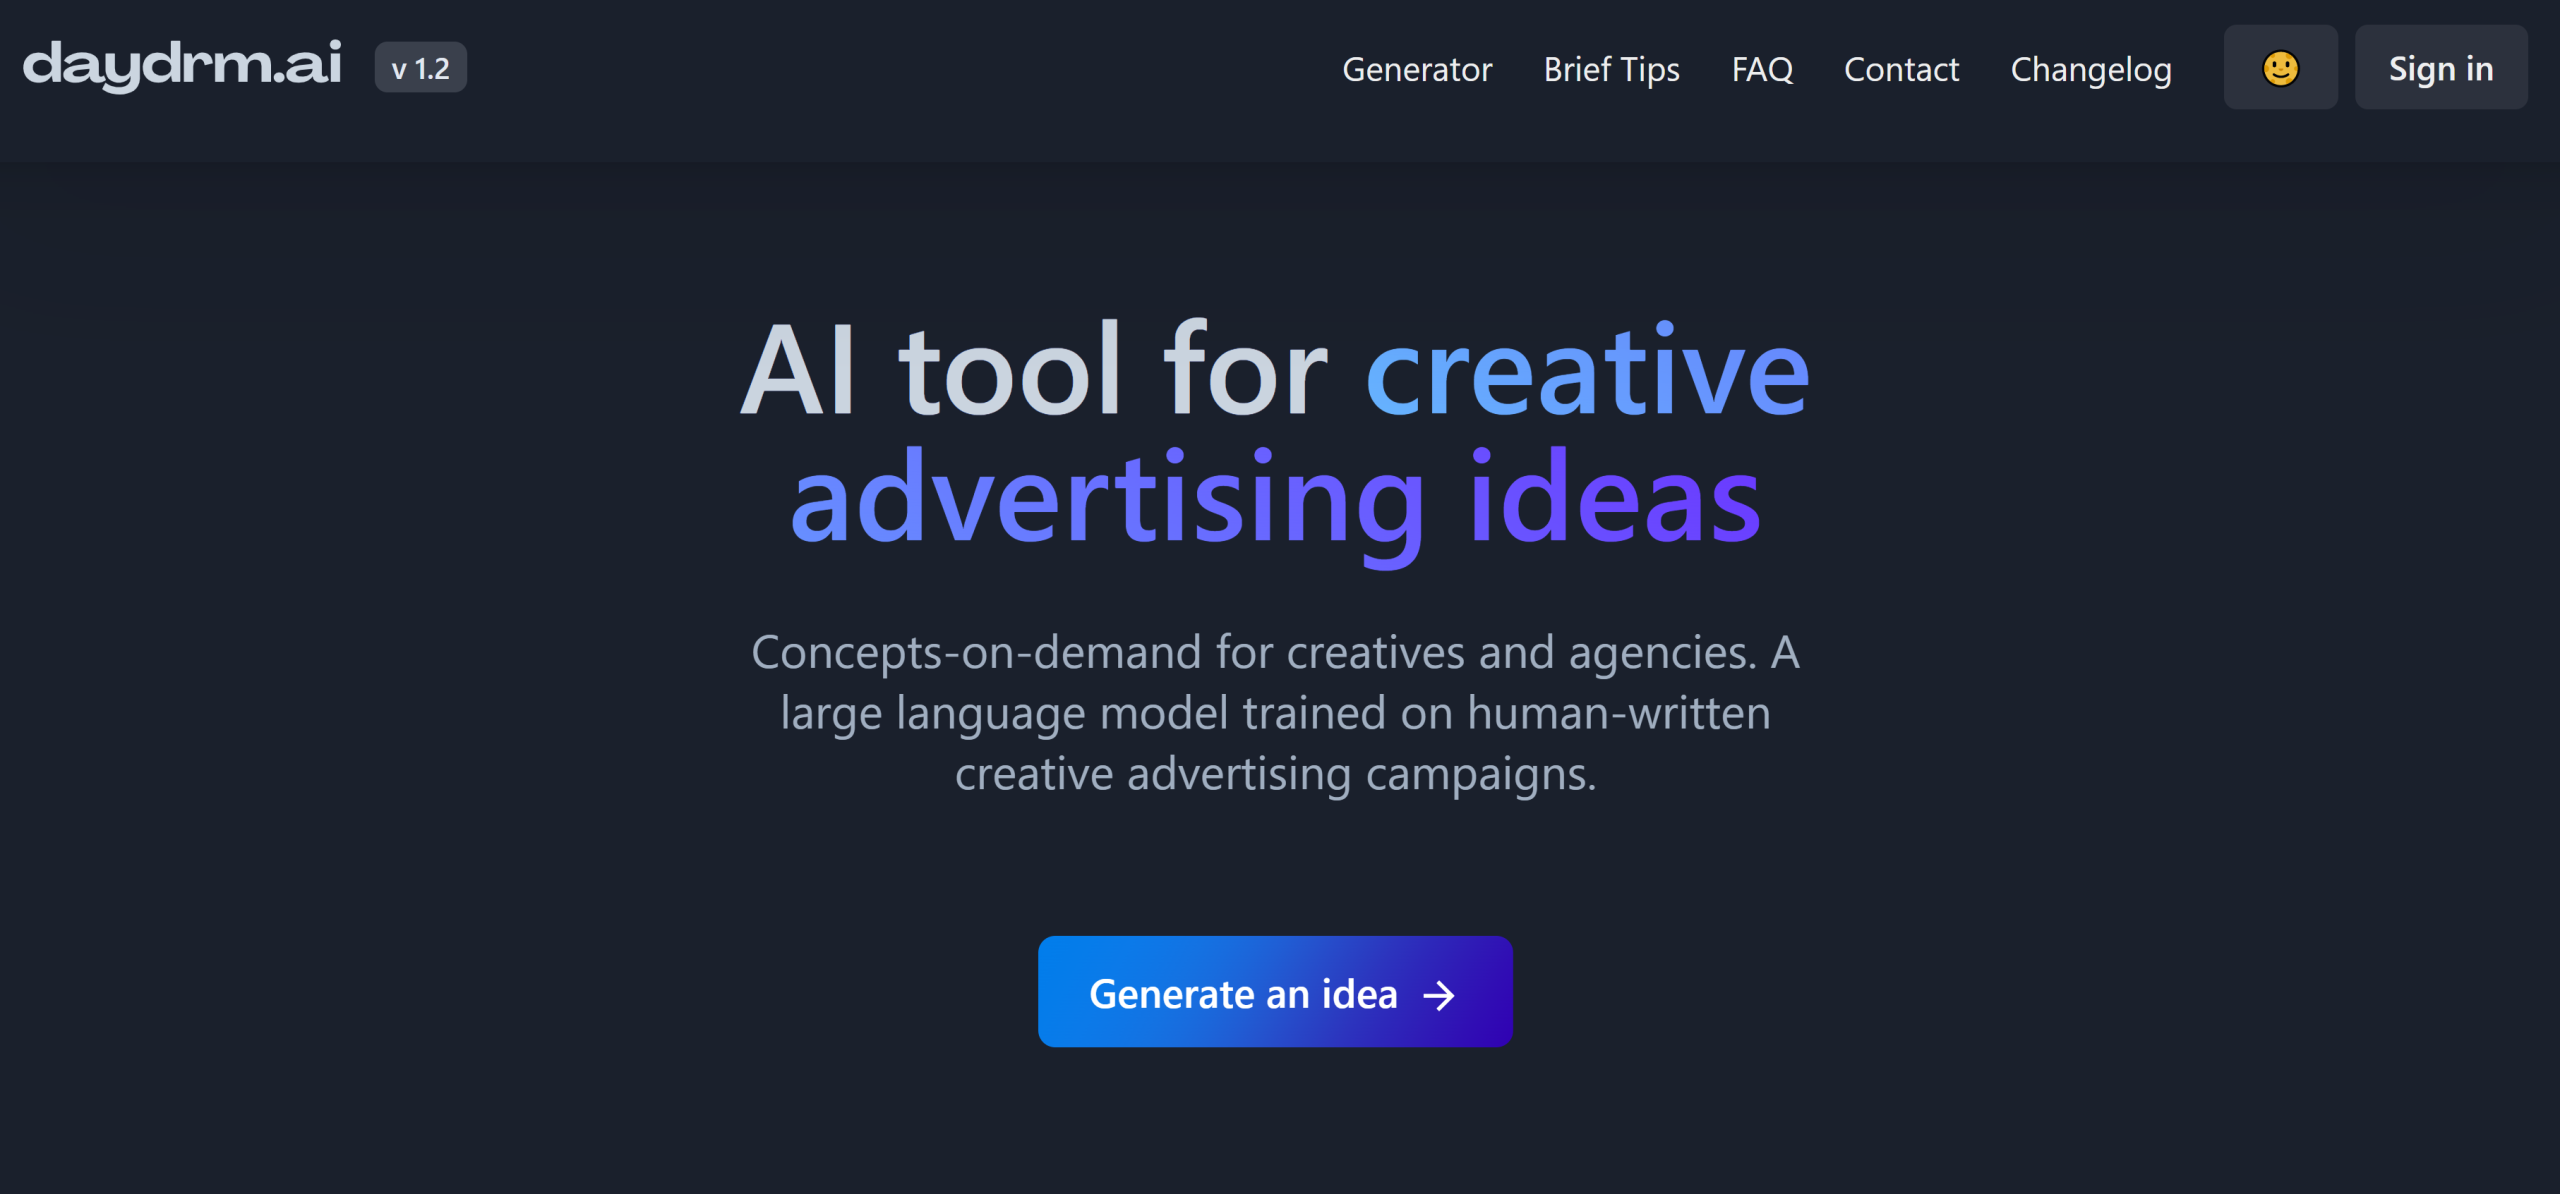 daydrm.ai
v 1.2
Generator
Brief Tips
FAQ
Contact
Changelog
Sign in
AI tool for creative
advertising ideas
Concepts-on-demand for creatives and agencies. A
large language model trained on human-written
creative advertising campaigns.
Generate an idea →